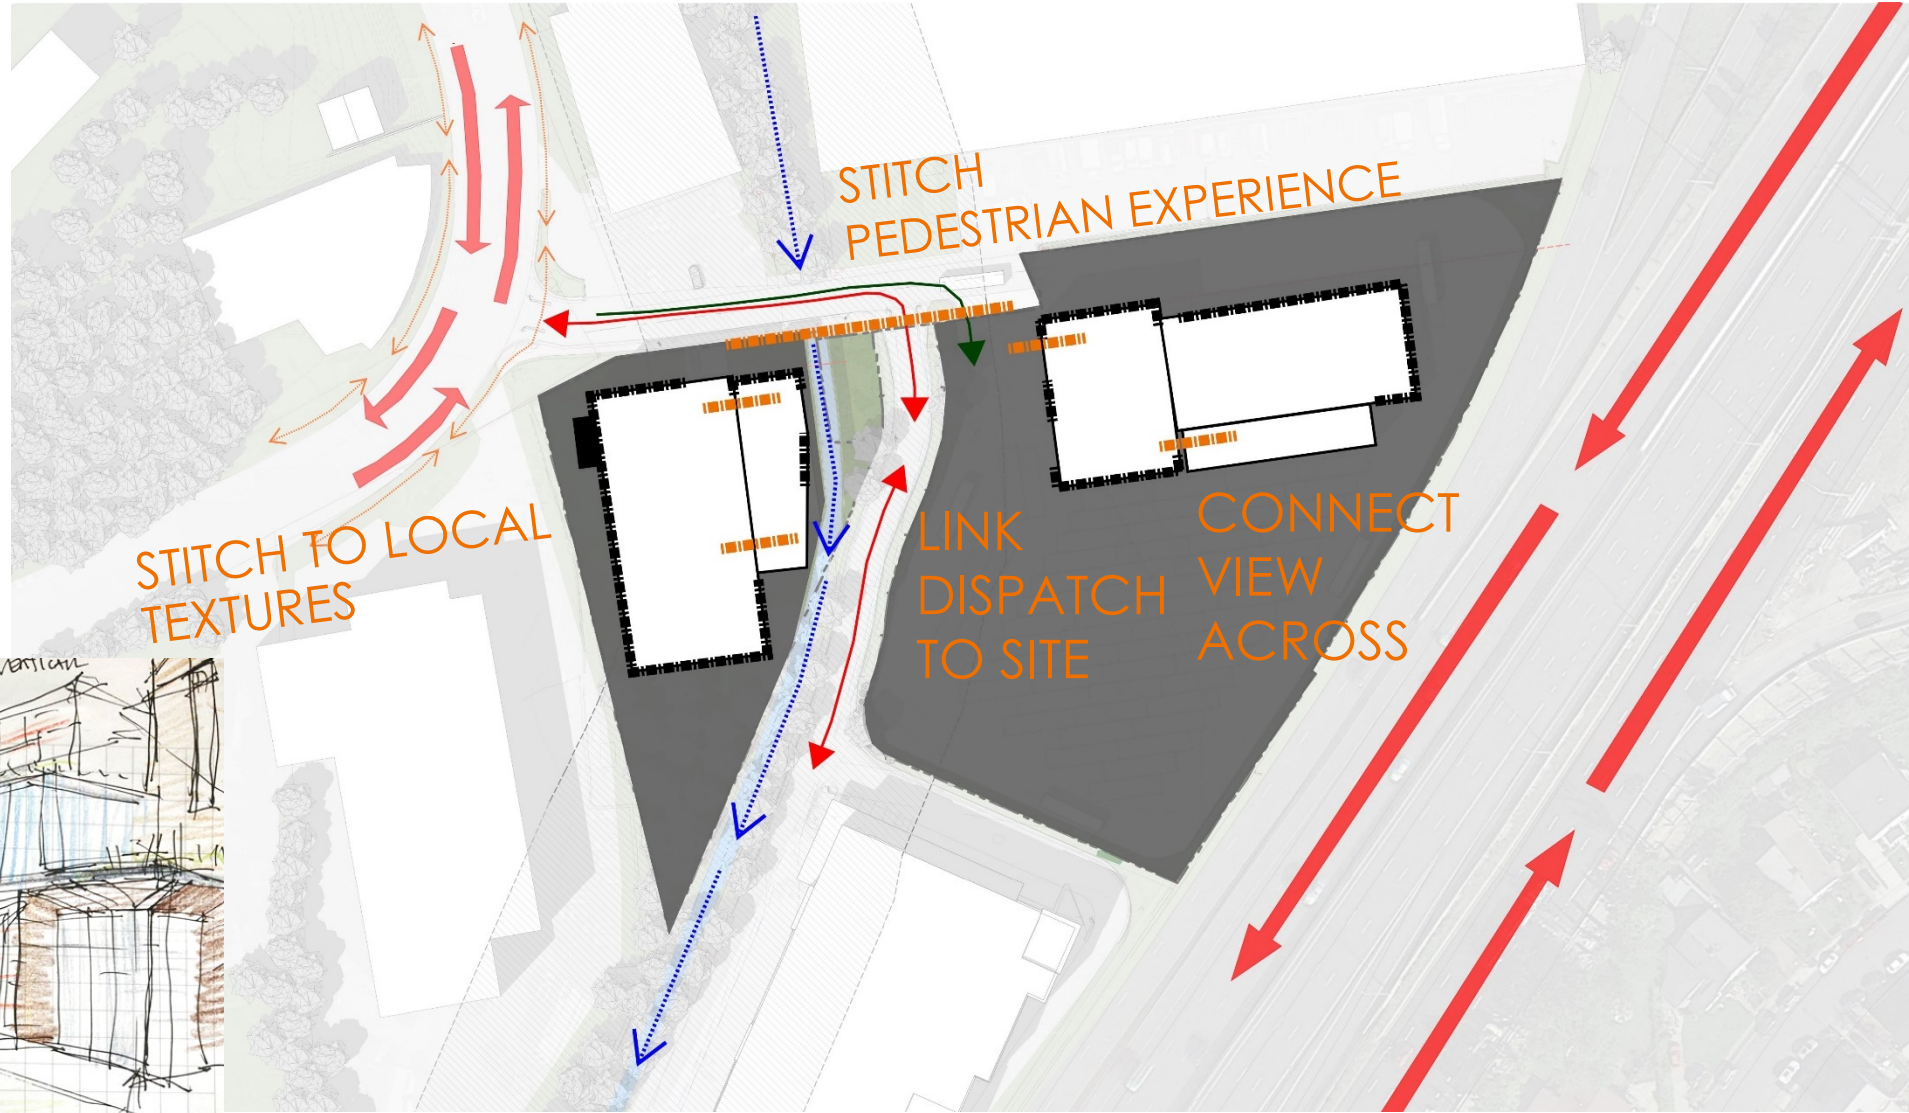 STITCH
PEDESTRIAN EXPERIENCE
STITCH TO LOCAL
TEXTURES
LINK
DISPATCH
TO SITE
CONNECT
VIEW
ACROSS